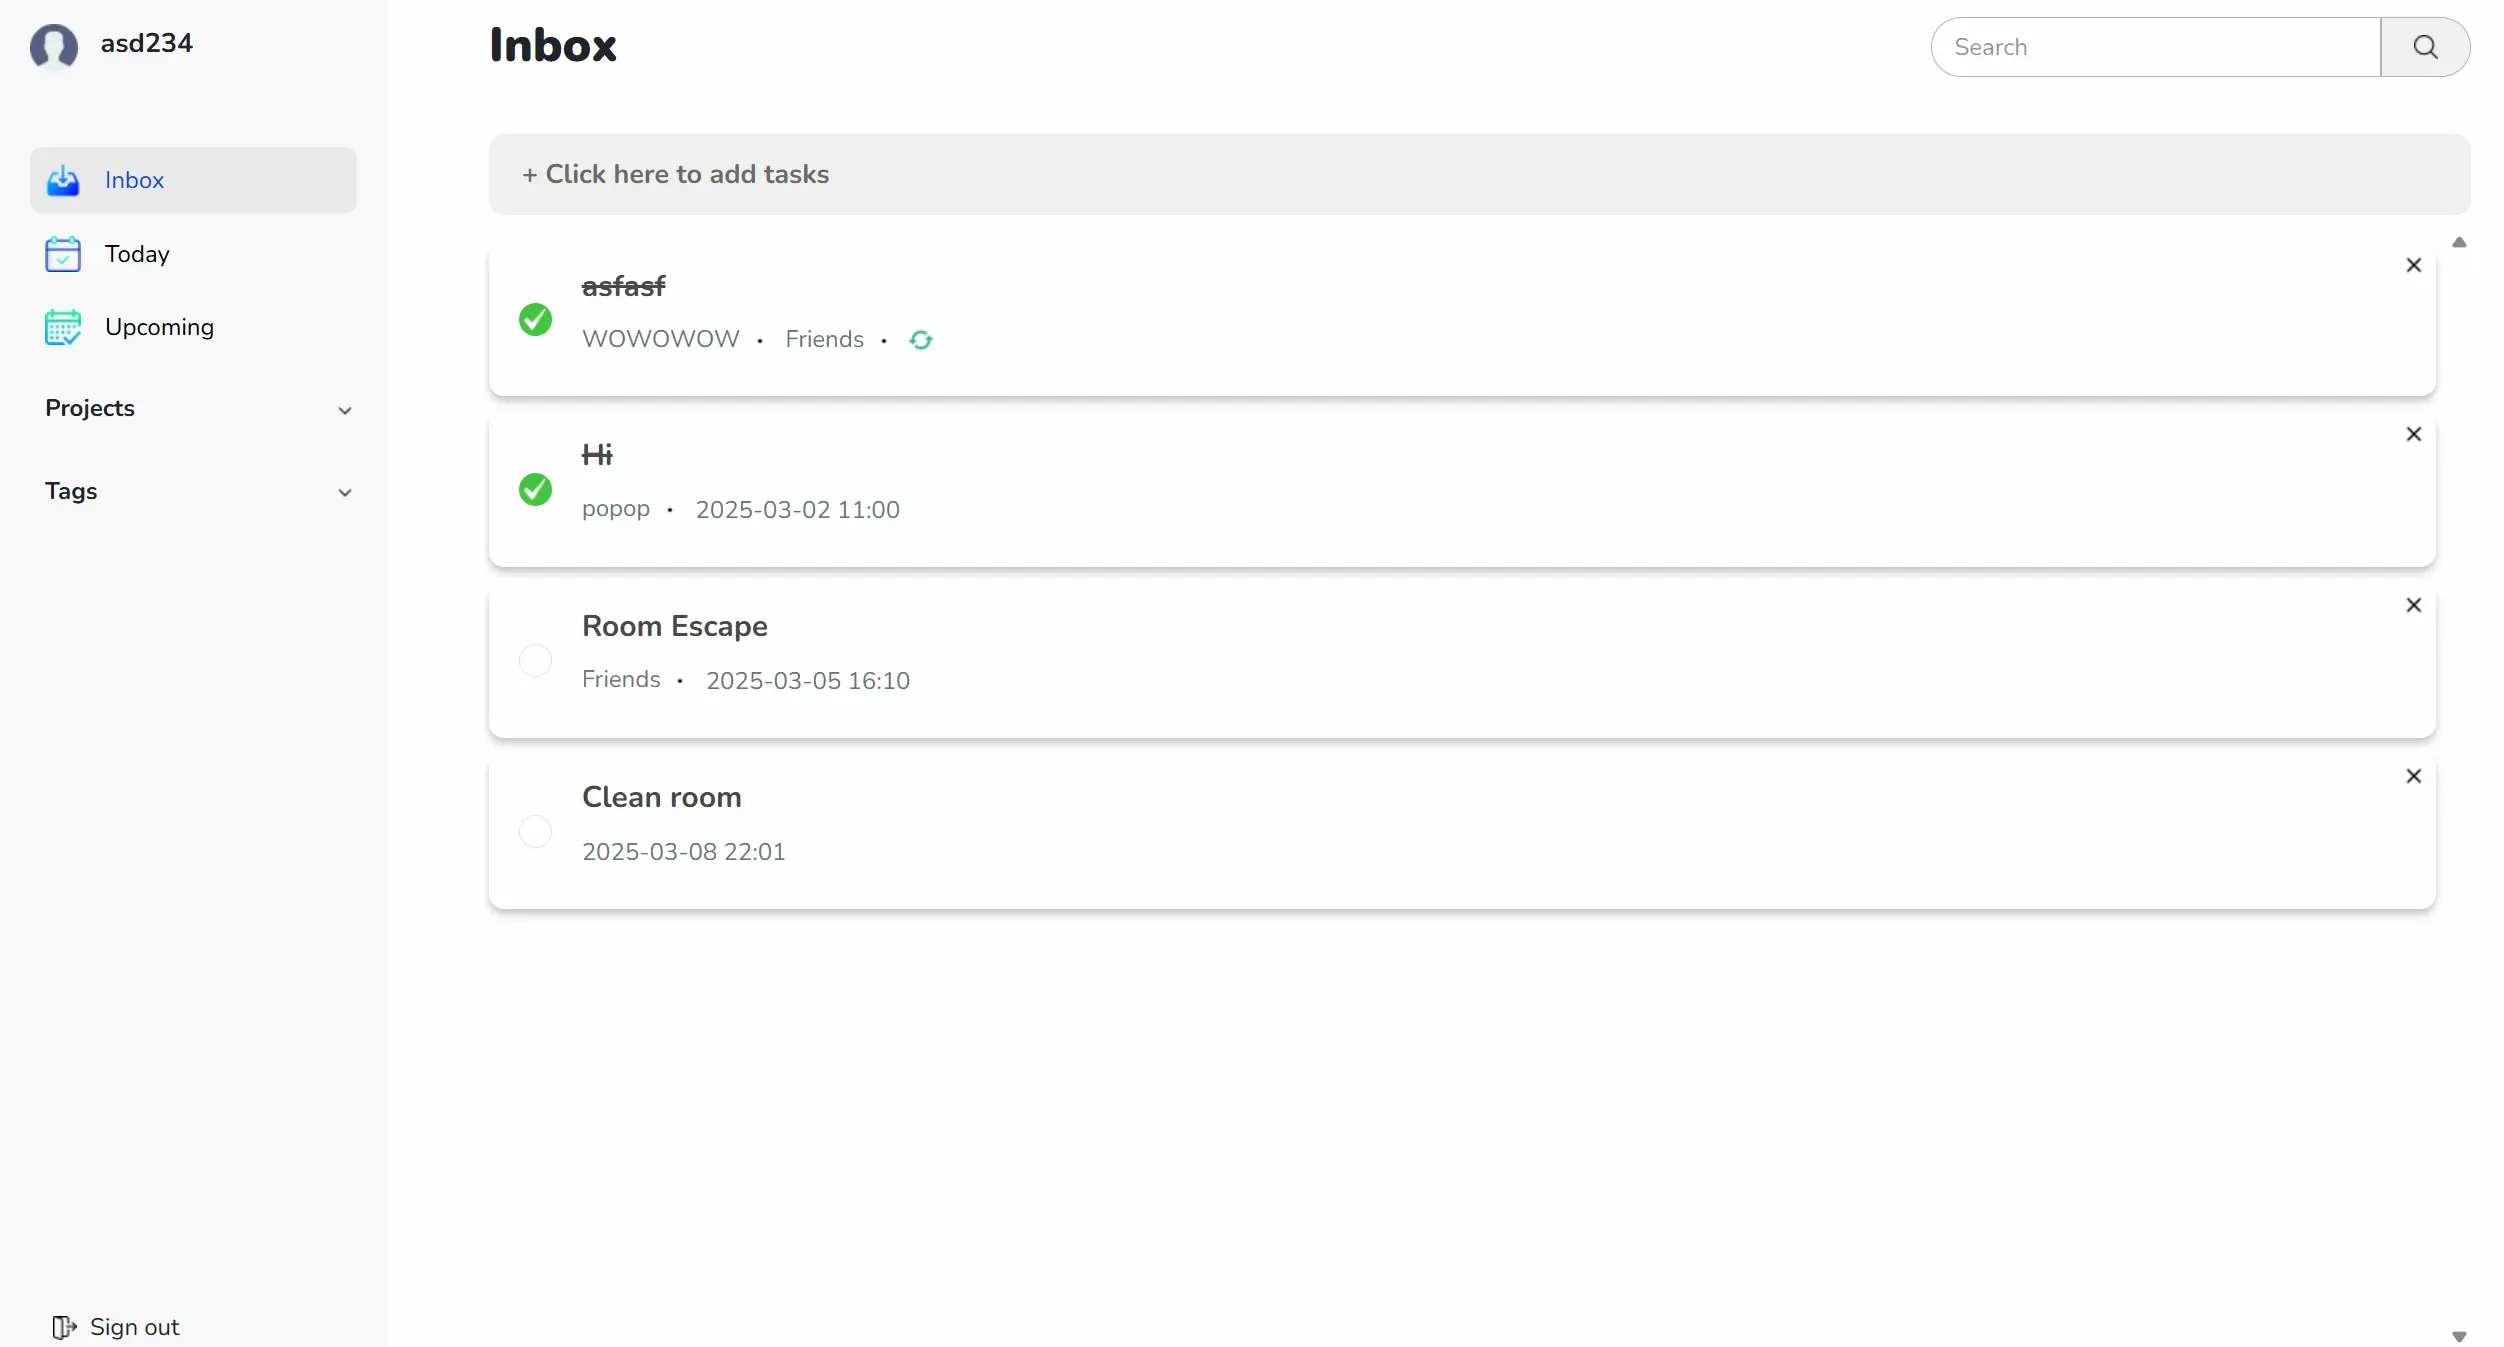 asd234
Inbox
Today
Upcoming
Projects
Tags
Sign out
Inbox
Search
+ Click here to add tasks
asfasf
WOWOWOW • Friends •
Hi
popop • 2025-03-02 11:00
Room Escape
Friends • 2025-03-05 16:10
Clean room
2025-03-08 22:01